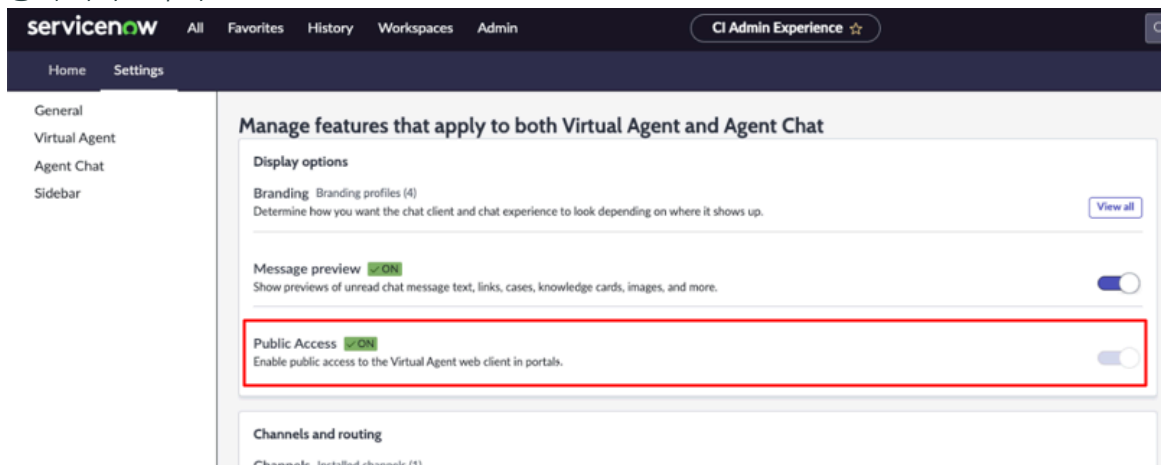 servicenow All Favorites History Workspaces Admin CI Admin Experience ☆
Home Settings
General
Virtual Agent
Agent Chat
Sidebar
Manage features that apply to both Virtual Agent and Agent Chat
Display options
Branding Branding profiles (4)
Determine how you want the chat client and chat experience to look depending on where it shows up.
View all
Message preview ✓ ON
Show previews of unread chat message text, links, cases, knowledge cards, images, and more.
Public Access ✓ ON
Enable public access to the Virtual Agent web client in portals.
Channels and routing
Channels Installed channels (1)